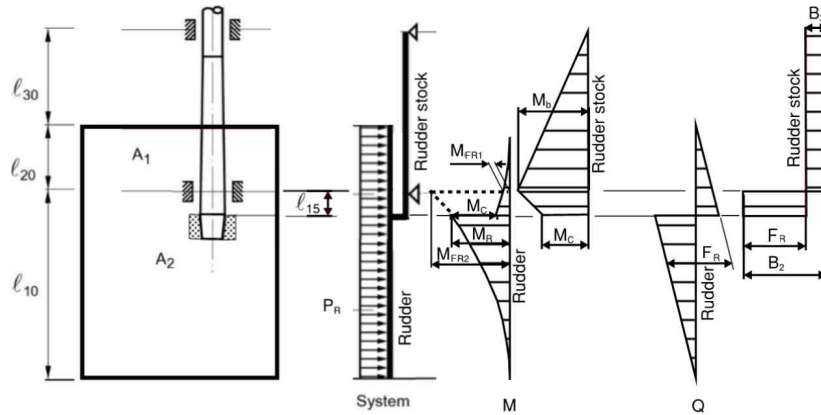 ℓ30
ℓ20
ℓ10
A1
A2
ℓ15
PR
Rudder
Rudder stock
System
MFR1
Mb
MC
MR
MFR2
MC
Rudder
Rudder stock
M
FR
Rudder
Q
B
Rudder stock
FR
B2